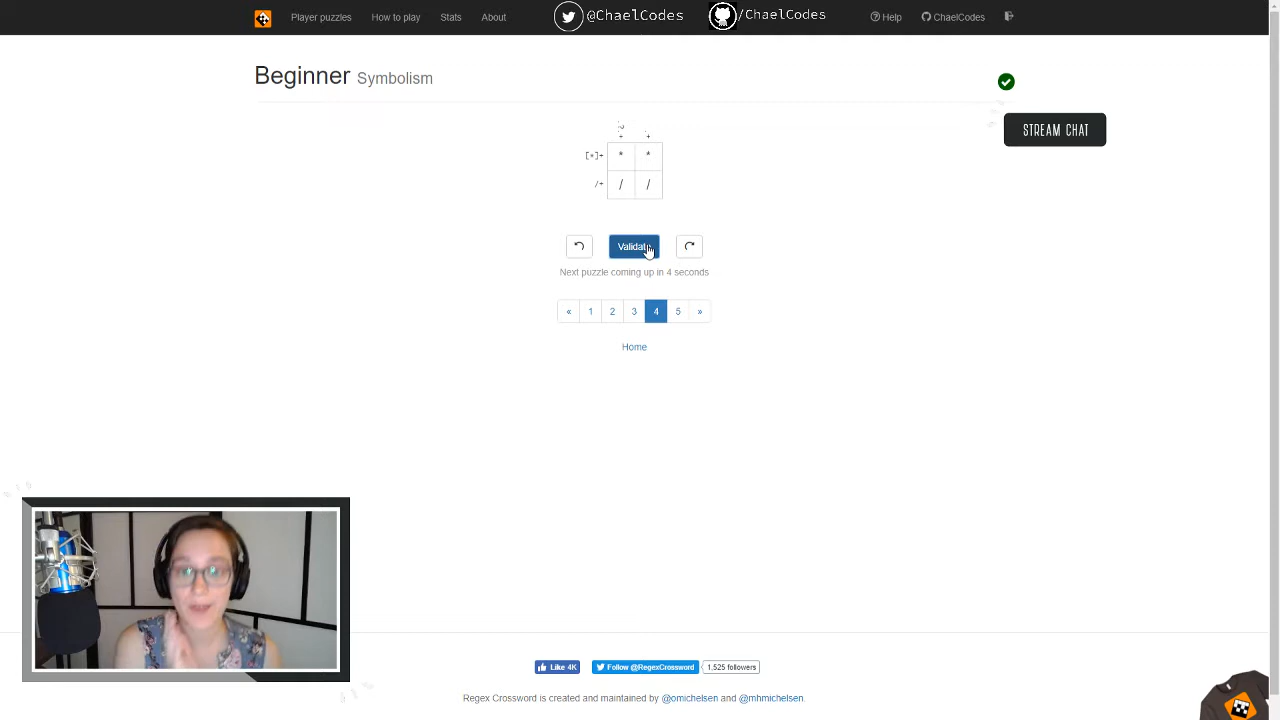 Player puzzles How to play Stats About @ChaelCodes /ChaelCodes Help ChaelCodes
Beginner Symbolism
STREAM CHAT
[*]+ * *
/+ / /
Validate
Next puzzle coming up in 4 seconds
« 1 2 3 4 5 »
Home
Like 4K Follow @RegexCrossword 1,525 followers
Regex Crossword is created and maintained by @omichelsen and @mhmichelsen.